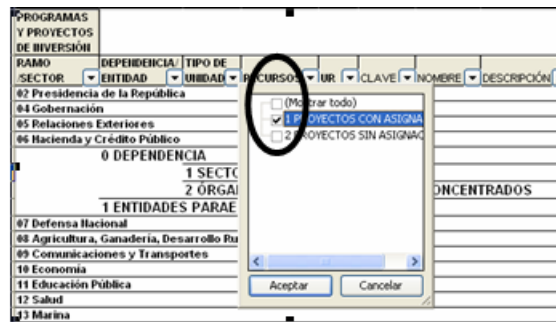 PROGRAMAS
Y PROYECTOS
DE INVERSIÓN
RAMO
/SECTOR
DEPENDENCIA/
ENTIDAD
TIPO DE
UNIDAD
RECURSOS
UR
CLAVE
NOMBRE
DESCRIPCIÓN
02 Presidencia de la República
04 Gobernación
05 Relaciones Exteriores
06 Hacienda y Crédito Público
0 DEPENDENCIA
1 SECTO
2 ÓRGA
ONCENTRADOS
1 ENTIDADES PARAE
07 Defensa Nacional
08 Agricultura, Ganadería, Desarrollo Ru
09 Comunicaciones y Transportes
10 Economía
11 Educación Pública
12 Salud
13 Marina
(Mostrar todo)
1 PROYECTOS CON ASIGNA
2 PROYECTOS SIN ASIGNAC
Aceptar
Cancelar